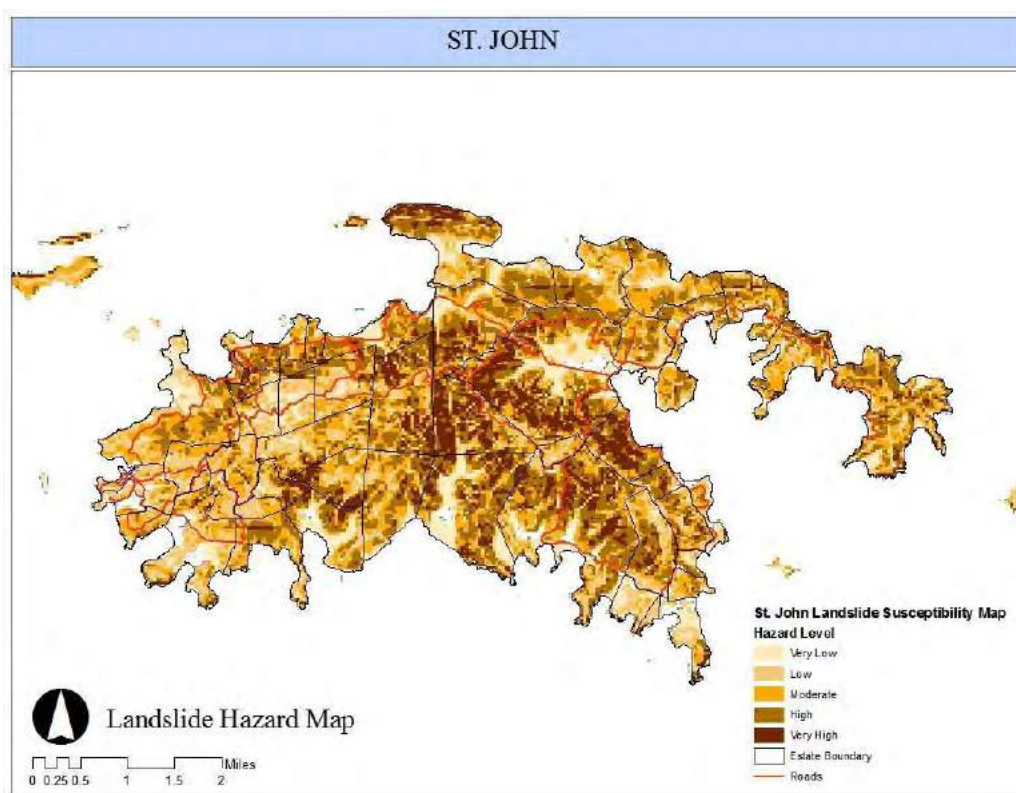 ST. JOHN
St. John Landslide Susceptibility Map
Hazard Level
Very Low
Low
Moderate
High
Very High
Estate Boundary
Roads
Landslide Hazard Map
Miles
0 0.25 0.5 1 1.5 2